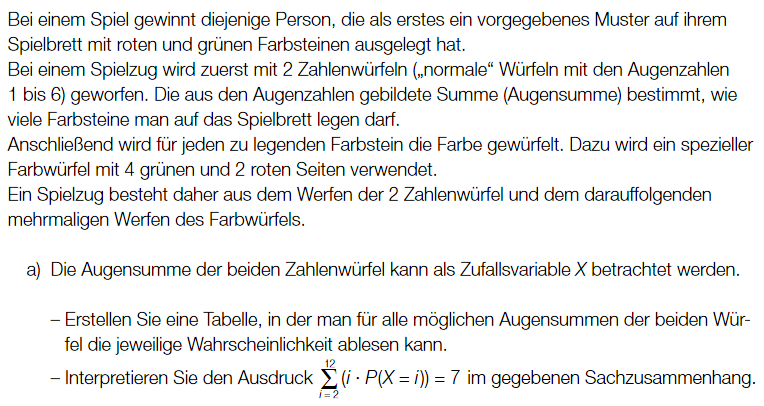 Bei einem Spiel gewinnt diejenige Person, die als erstes ein vorgegebenes Muster auf ihrem
Spielbrett mit roten und grünen Farbsteinen ausgelegt hat.
Bei einem Spielzug wird zuerst mit 2 Zahlenwürfeln („normale“ Würfeln mit den Augenzahlen
1 bis 6) geworfen. Die aus den Augenzahlen gebildete Summe (Augensumme) bestimmt, wie
viele Farbsteine man auf das Spielbrett legen darf.
Anschließend wird für jeden zu legenden Farbstein die Farbe gewürfelt. Dazu wird ein spezieller
Farbwürfel mit 4 grünen und 2 roten Seiten verwendet.
Ein Spielzug besteht daher aus dem Werfen der 2 Zahlenwürfel und dem darauffolgenden
mehrmaligen Werfen des Farbwürfels.
a) Die Augensumme der beiden Zahlenwürfel kann als Zufallsvariable X betrachtet werden.
– Erstellen Sie eine Tabelle, in der man für alle möglichen Augensummen der beiden Wür-
fel die jeweilige Wahrscheinlichkeit ablesen kann.
– Interpretieren Sie den Ausdruck \sum_{i=2}^{12} (i · P(X = i)) = 7 im gegebenen Sachzusammenhang.